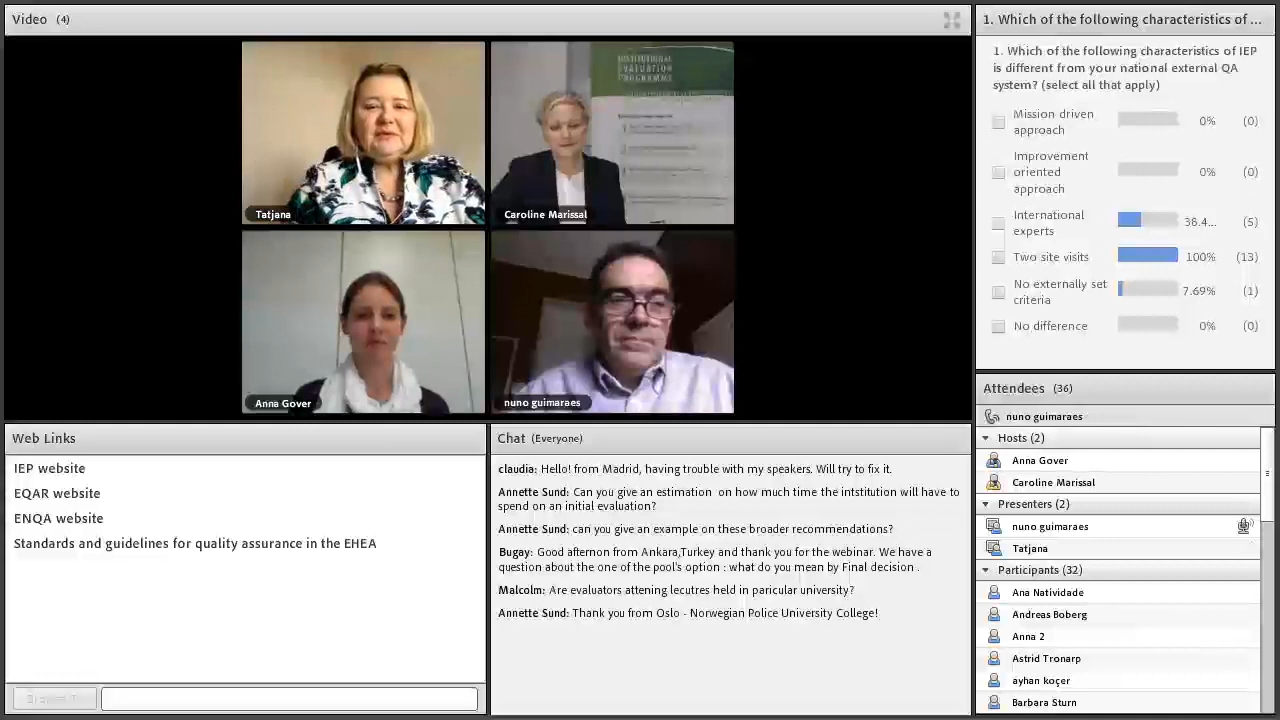 Video (4)
Tatjana
INSTITUTIONAL
EVALUATION
PROGRAMME
Caroline Marissal
Anna Gover
nuno guimaraes
1. Which of the following characteristics of ...
1. Which of the following characteristics of IEP
is different from your national external QA
system? (select all that apply)
Mission driven
approach
0% (0)
Improvement
oriented
approach
0% (0)
International
experts
38.4... (5)
Two site visits 100% (13)
No externally set
criteria
7.69% (1)
No difference 0% (0)
Attendees (36)
nuno guimaraes
Hosts (2)
Anna Gover
Caroline Marissal
Presenters (2)
nuno guimaraes
Tatjana
Participants (32)
Ana Natividade
Andreas Boberg
Anna 2
Astrid Tronarp
ayhan koçer
Barbara Sturn
Web Links
IEP website
EQAR website
ENQA website
Standards and guidelines for quality assurance in the EHEA
Chat (Everyone)
claudia: Hello! from Madrid, having trouble with my speakers. Will try to fix it.
Annette Sund: Can you give an estimation on how much time the intstitution will have to
spend on an initial evaluation?
Annette Sund: can you give an example on these broader recommendations?
Bugay: Good afternon from Ankara,Turkey and thank you for the webinar. We have a
question about the one of the pool's option : what do you mean by Final decision .
Malcolm: Are evaluators attening lecutres held in paricular university?
Annette Sund: Thank you from Oslo - Norwegian Police University College!